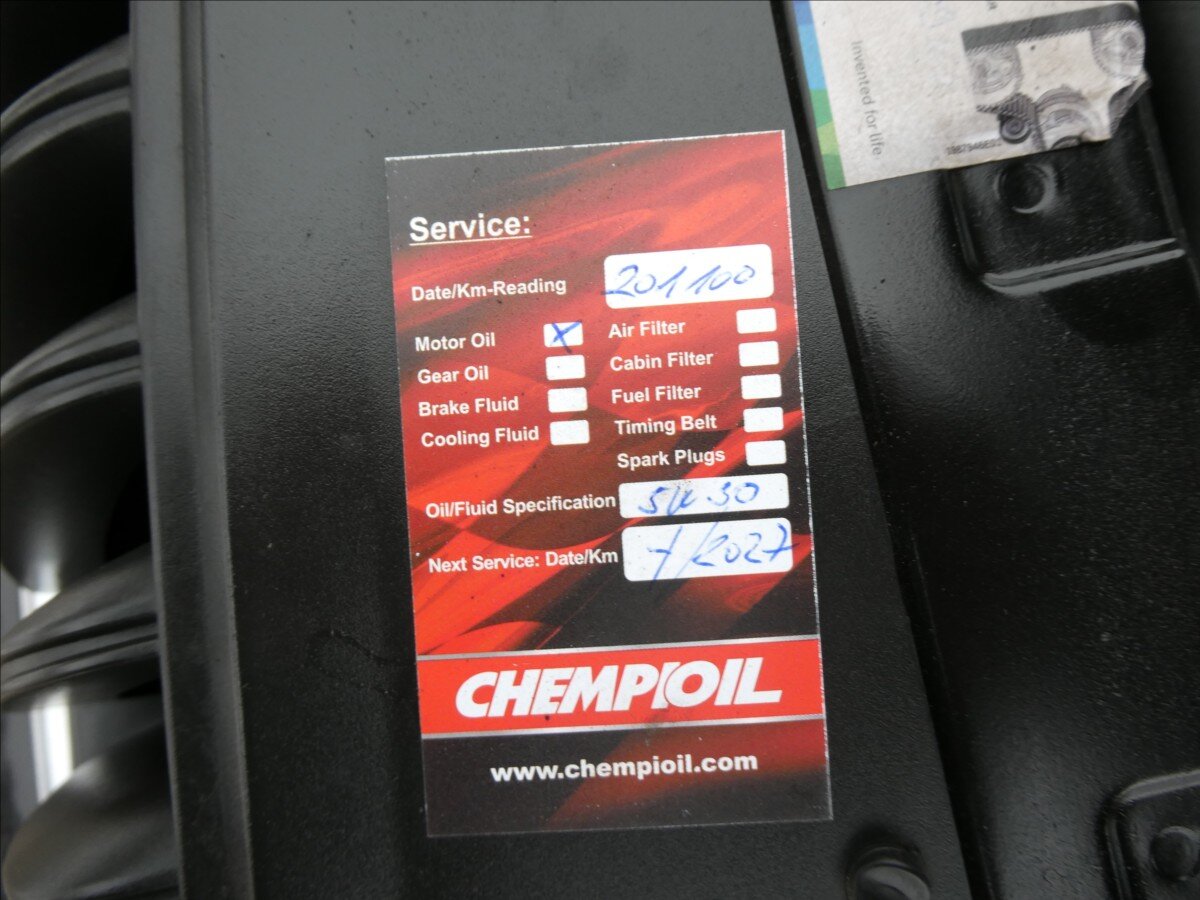 Invented for life
Service:
Date/Km-Reading 201100
Motor Oil X Air Filter
Gear Oil Cabin Filter
Brake Fluid Fuel Filter
Cooling Fluid Timing Belt
Spark Plugs
Oil/Fluid Specification 5W30
Next Service: Date/Km 7/2027
CHEMPIOIL
www.chempioil.com